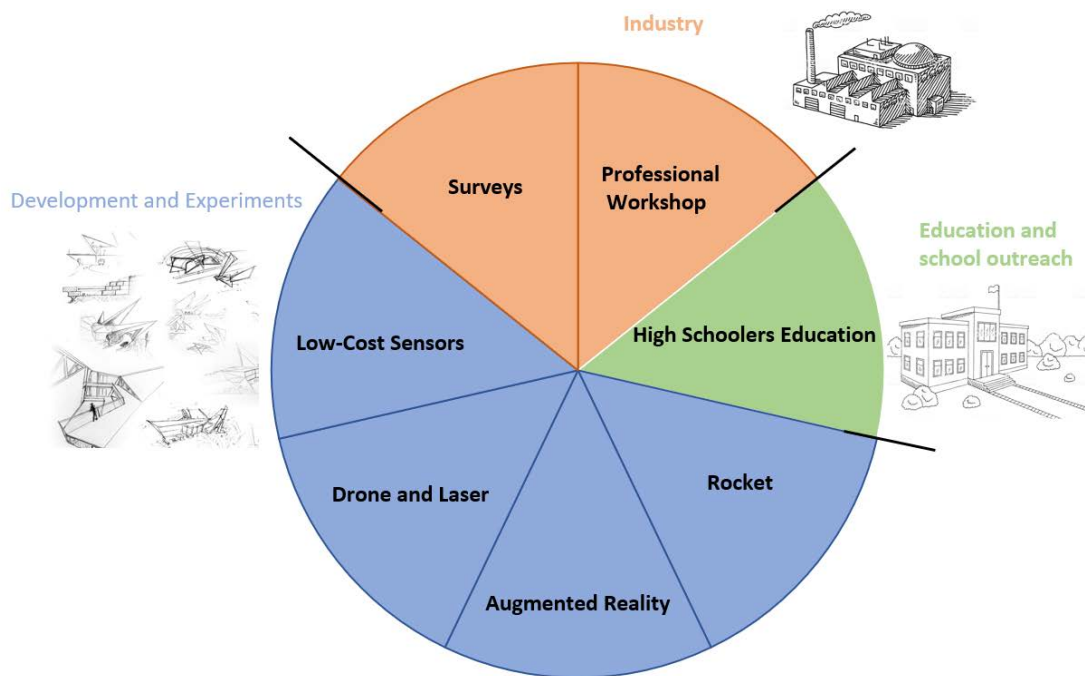 Industry
Surveys
Professional
Workshop
Development and Experiments
Education and
school outreach
Low-Cost Sensors
High Schoolers Education
Drone and Laser
Rocket
Augmented Reality